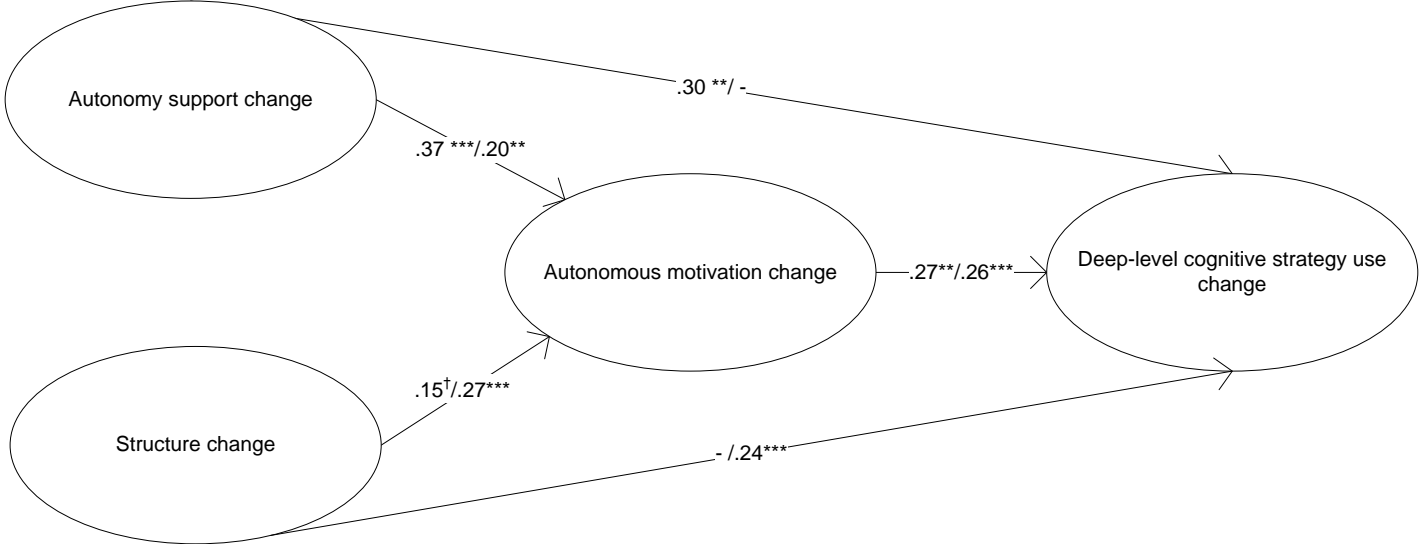 .30 **/ -
Autonomy support change
.37 ***/.20**
Autonomous motivation change
.27**/.26***
Deep-level cognitive strategy use
change
.15†/.27***
Structure change
- /.24***